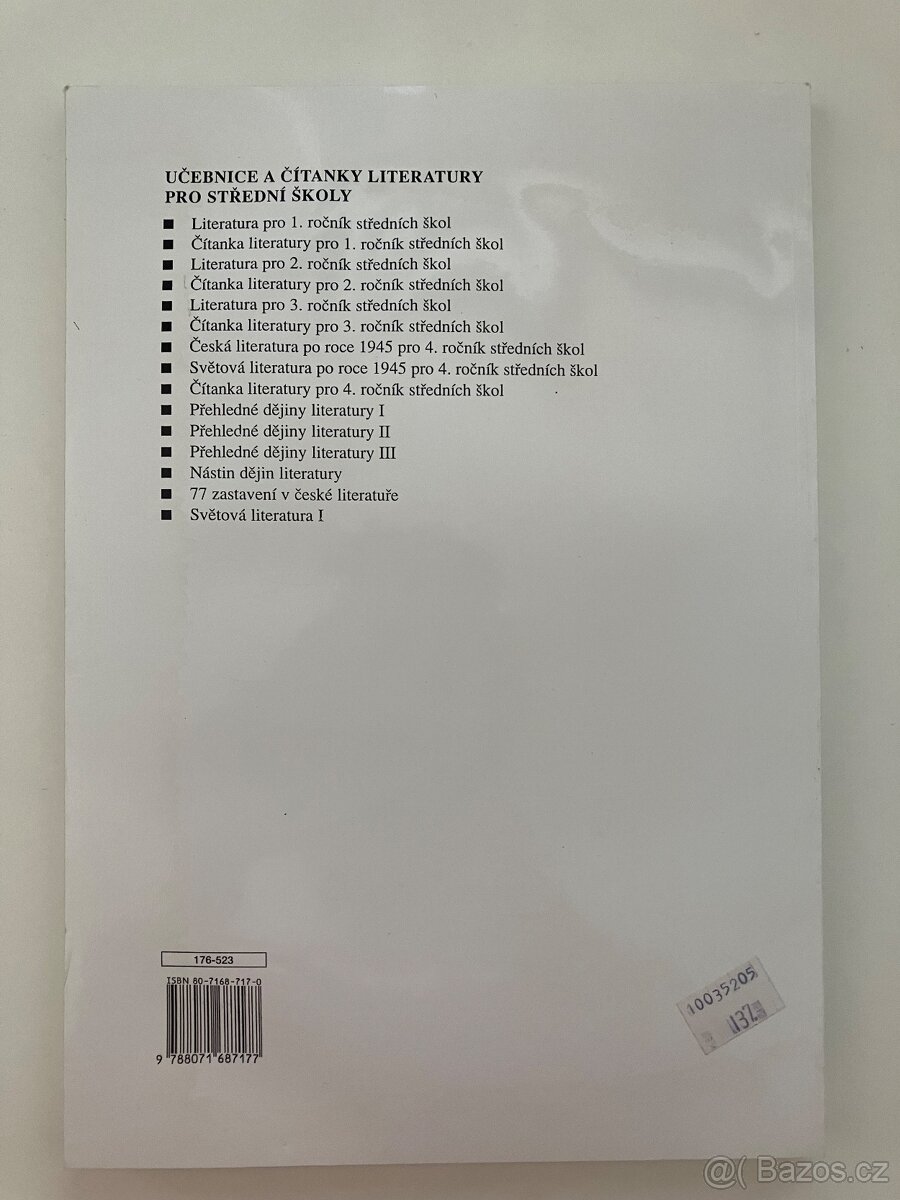 UČEBNICE A ČÍTANKY LITERATURY
PRO STŘEDNÍ ŠKOLY
■ Literatura pro 1. ročník středních škol
■ Čítanka literatury pro 1. ročník středních škol
■ Literatura pro 2. ročník středních škol
■ Čítanka literatury pro 2. ročník středních škol
■ Literatura pro 3. ročník středních škol
■ Čítanka literatury pro 3. ročník středních škol
■ Česká literatura po roce 1945 pro 4. ročník středních škol
■ Světová literatura po roce 1945 pro 4. ročník středních škol
■ Čítanka literatury pro 4. ročník středních škol
■ Přehledné dějiny literatury I
■ Přehledné dějiny literatury II
■ Přehledné dějiny literatury III
■ Nástin dějin literatury
■ 77 zastavení v české literatuře
■ Světová literatura I
176-523
ISBN 80-7168-717-0
9 788071 687177
10035205
@( Bazos.cz